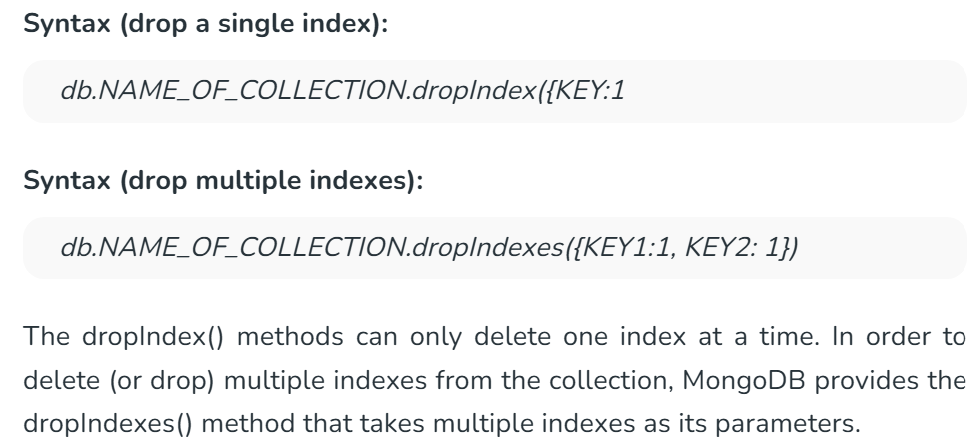 Syntax (drop a single index):
db.NAME_OF_COLLECTION.dropIndex({KEY:1
Syntax (drop multiple indexes):
db.NAME_OF_COLLECTION.dropIndexes({KEY1:1, KEY2: 1})
The dropIndex() methods can only delete one index at a time. In order to
delete (or drop) multiple indexes from the collection, MongoDB provides the
dropIndexes() method that takes multiple indexes as its parameters.